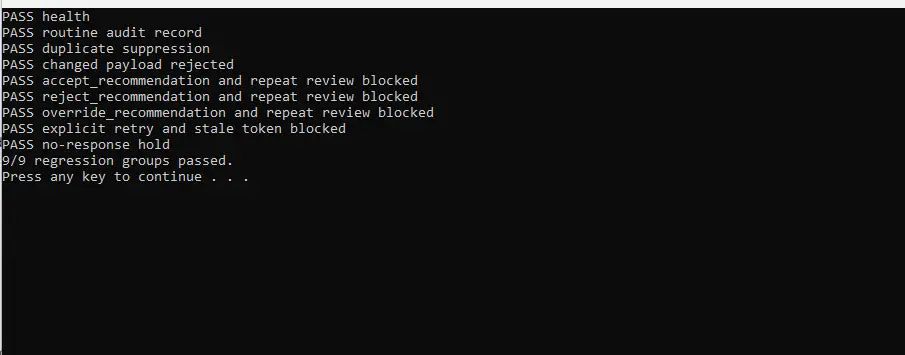 PASS health
PASS routine audit record
PASS duplicate suppression
PASS changed payload rejected
PASS accept_recommendation and repeat review blocked
PASS reject_recommendation and repeat review blocked
PASS override_recommendation and repeat review blocked
PASS explicit retry and stale token blocked
PASS no-response hold
9/9 regression groups passed.
Press any key to continue . . .